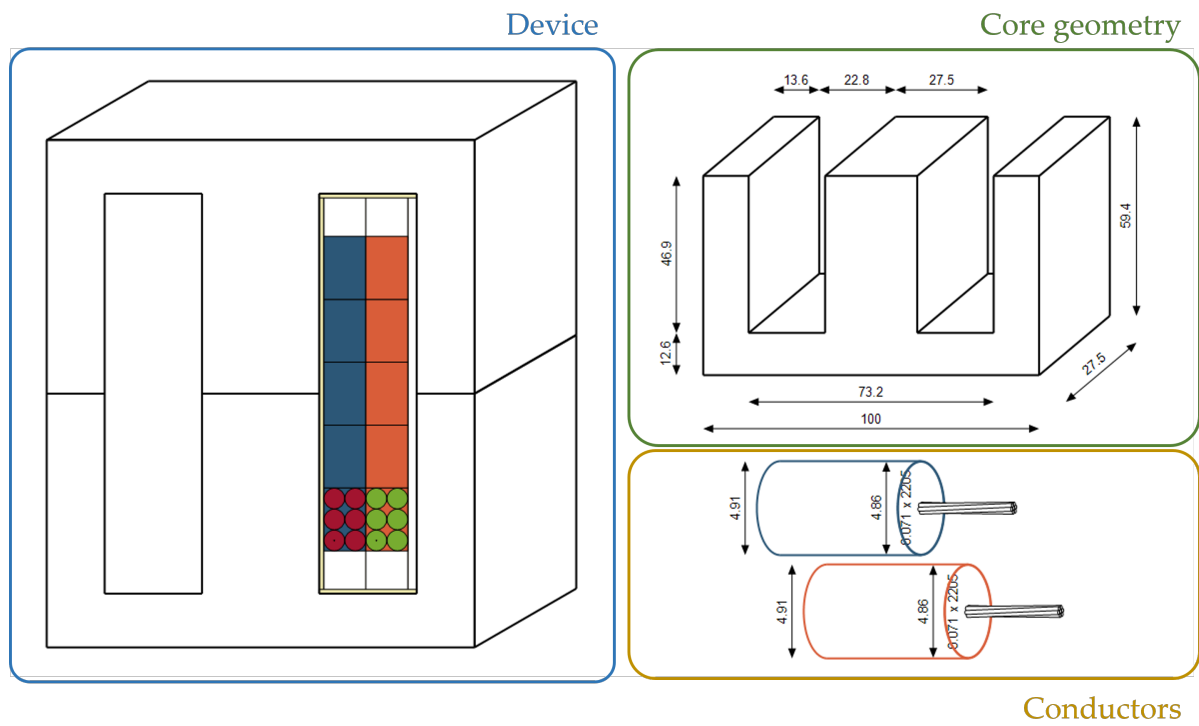 Device
Core geometry
13.6
22.8
27.5
46.9
59.4
12.6
27.5
73.2
100
4.91
4.86
0.071 x 2205
4.91
4.86
0.071 x 2205
Conductors